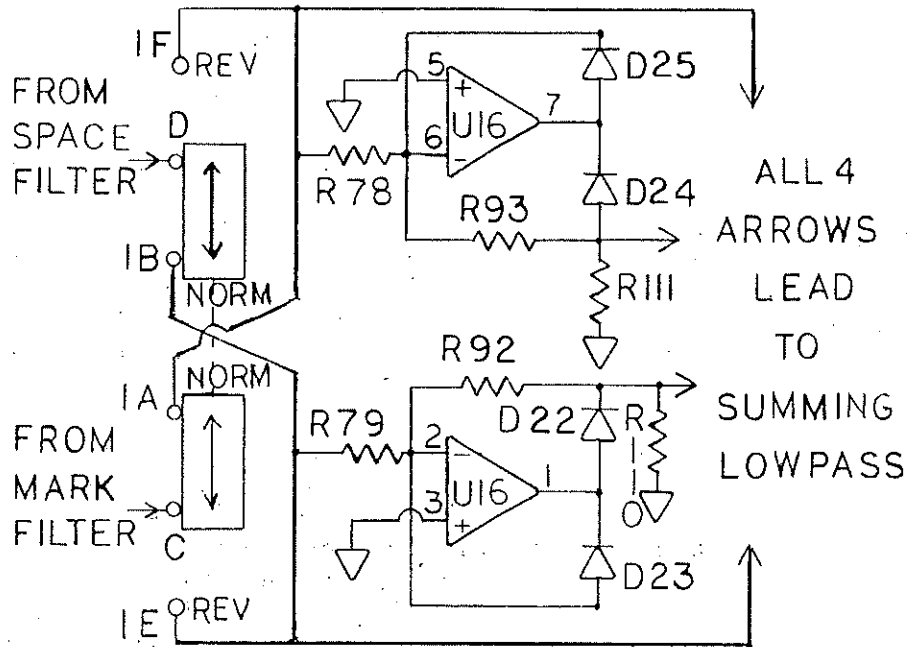 1F
REV
FROM
SPACE
FILTER
D
1B
NORM
NORM
1A
FROM
MARK
FILTER
C
1E
REV
5
+
U16
7
6
-
R78
R93
D25
D24
R111
R92
R79
2
-
U16
1
3
+
D22
D23
R110
ALL 4
ARROWS
LEAD
TO
SUMMING
LOWPASS